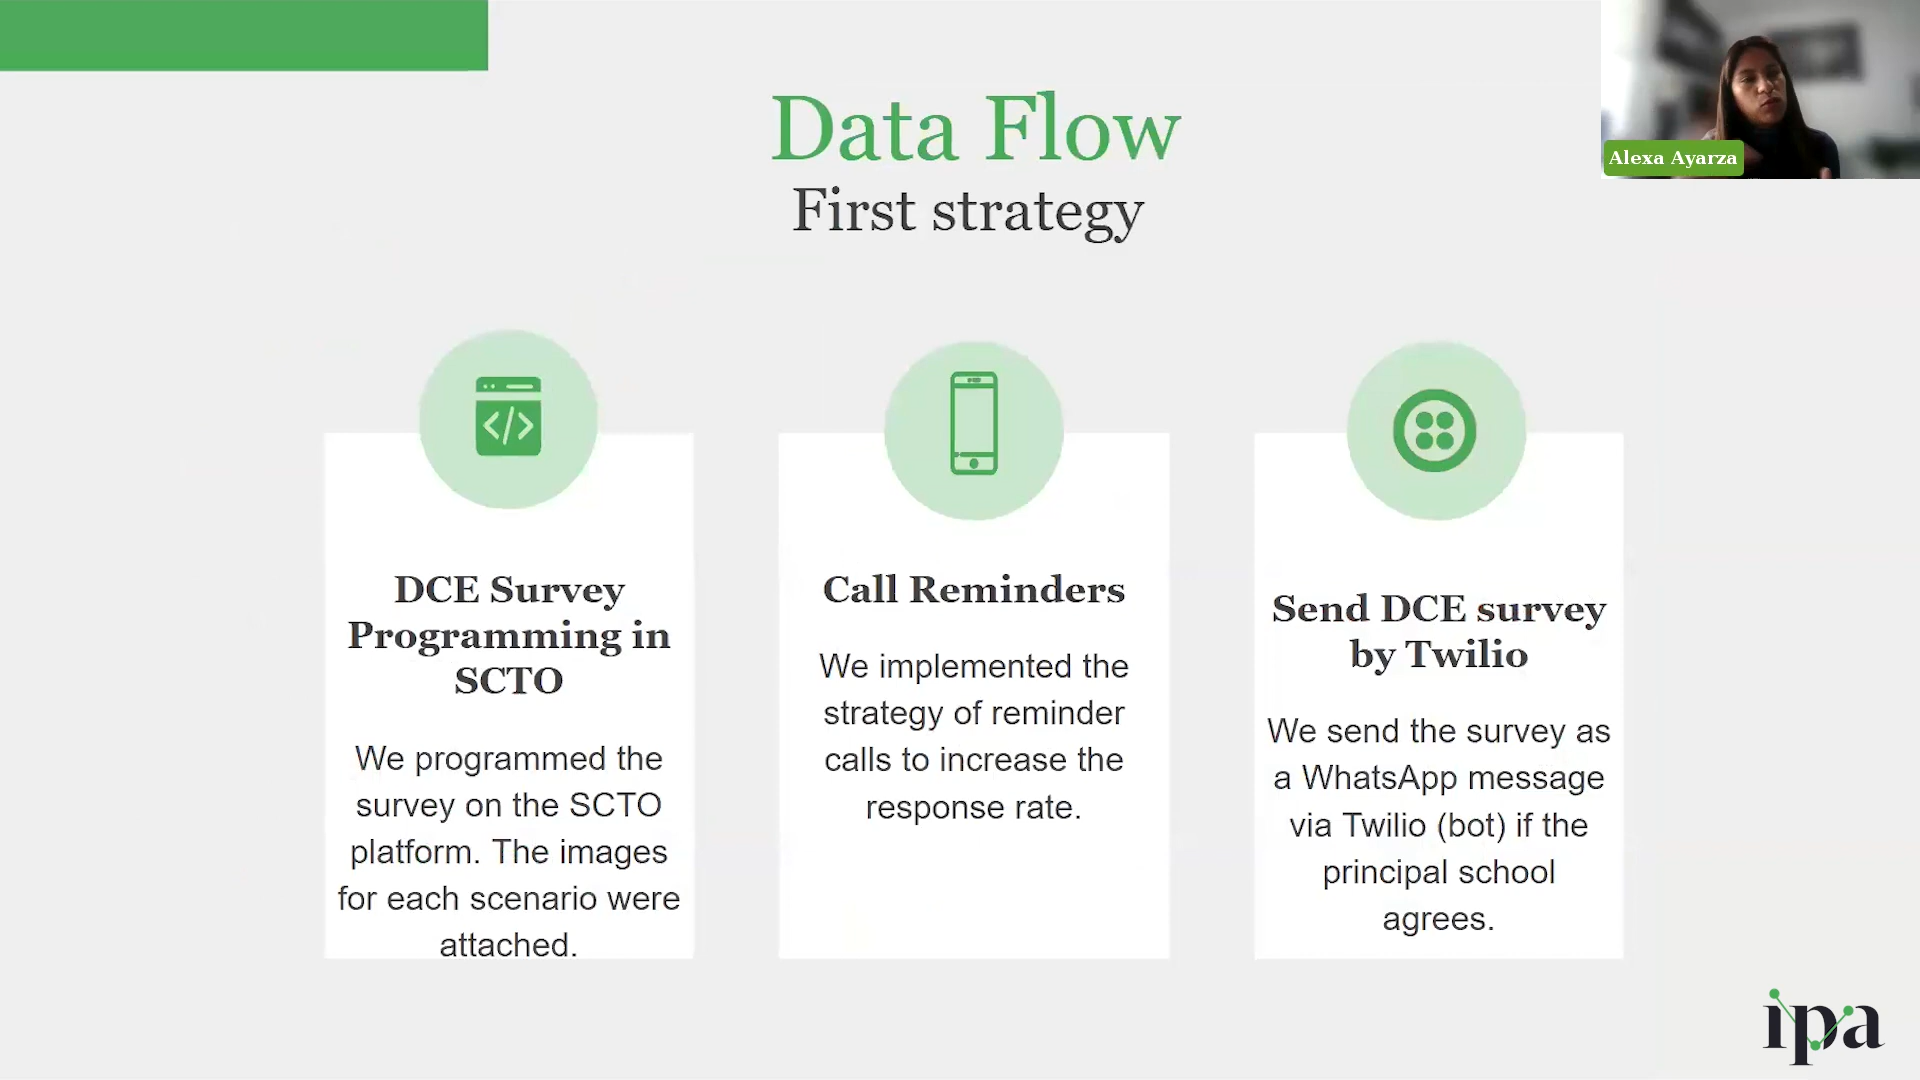 Data Flow
First strategy
Alexa Ayarza
DCE Survey
Programming in
SCTO
We programmed the
survey on the SCTO
platform. The images
for each scenario were
attached.
Call Reminders
We implemented the
strategy of reminder
calls to increase the
response rate.
Send DCE survey
by Twilio
We send the survey as
a WhatsApp message
via Twilio (bot) if the
principal school
agrees.
ipa